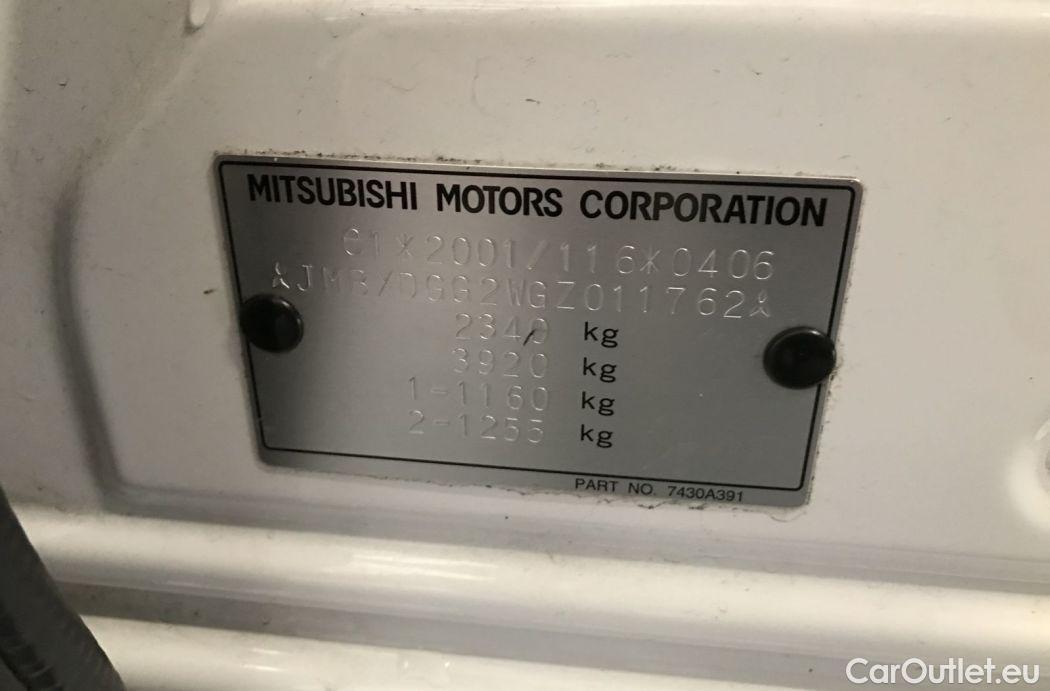 MITSUBISHI MOTORS CORPORATION
e1*2001/116*0406
JMBXDGG2WGZ011762
2340 kg
3920 kg
1-1160 kg
2-1255 kg
PART NO. 7430A391
CarOutlet.eu